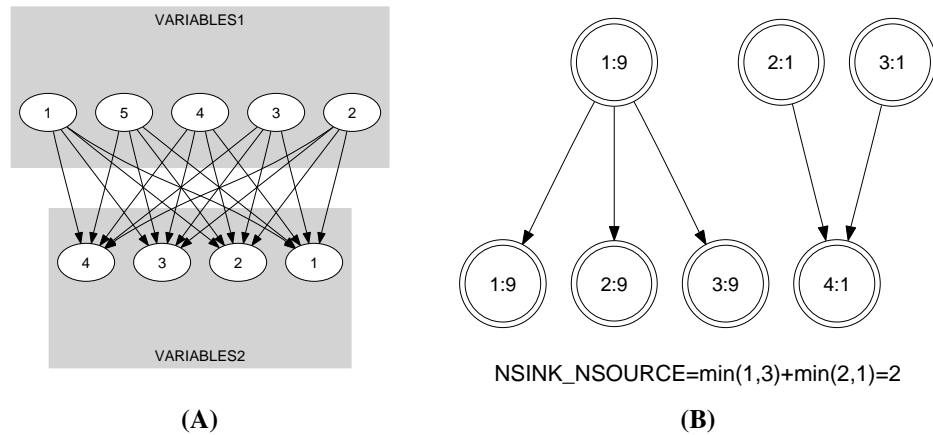 VARIABLES1
1 5 4 3 2
4 3 2 1
VARIABLES2
(A)
1:9 2:1 3:1
1:9 2:9 3:9 4:1
NSINK_NSOURCE=min(1,3)+min(2,1)=2
(B)